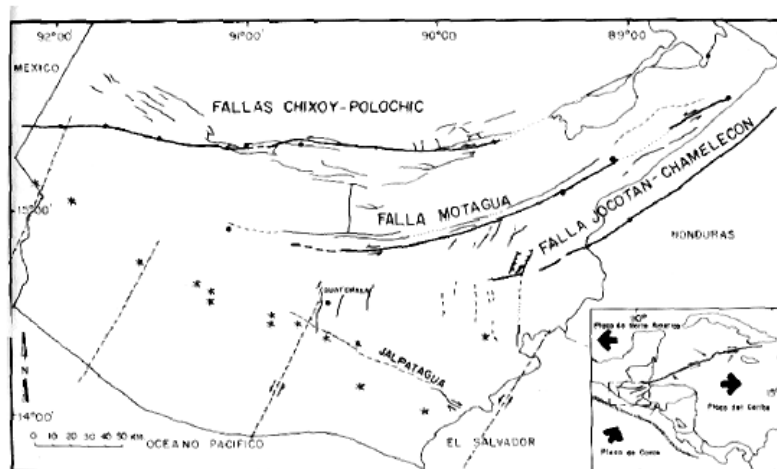 92°00' 91°00' 90°00' 89°00'
MEXICO
FALLAS CHIXOY-POLOCHIC
FALLA MOTAGUA
FALLA JOCOTAN-CHAMELECON
15°00'
HONDURAS
GUATEMALA
JALPATAGUA
N
S
14°00'
0 10 20 30 40 50 KM
OCEANO PACIFICO
EL SALVADOR
90°
Placa de Norte America
15°
Placa del Caribe
Placa de Cocos